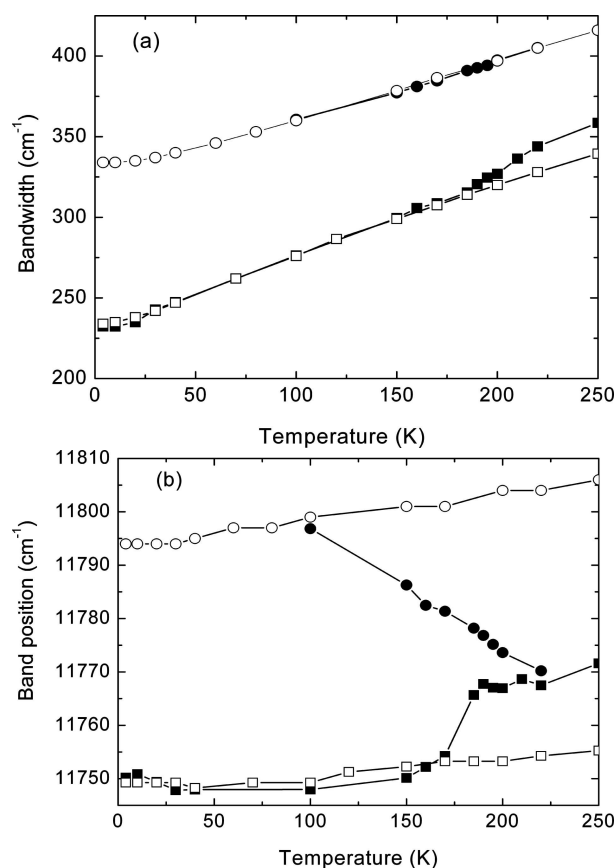 (a)
Bandwidth (cm⁻¹)
400
350
300
250
200
0 50 100 150 200 250
Temperature (K)
(b)
Band position (cm⁻¹)
11810
11800
11790
11780
11770
11760
11750
0 50 100 150 200 250
Temperature (K)